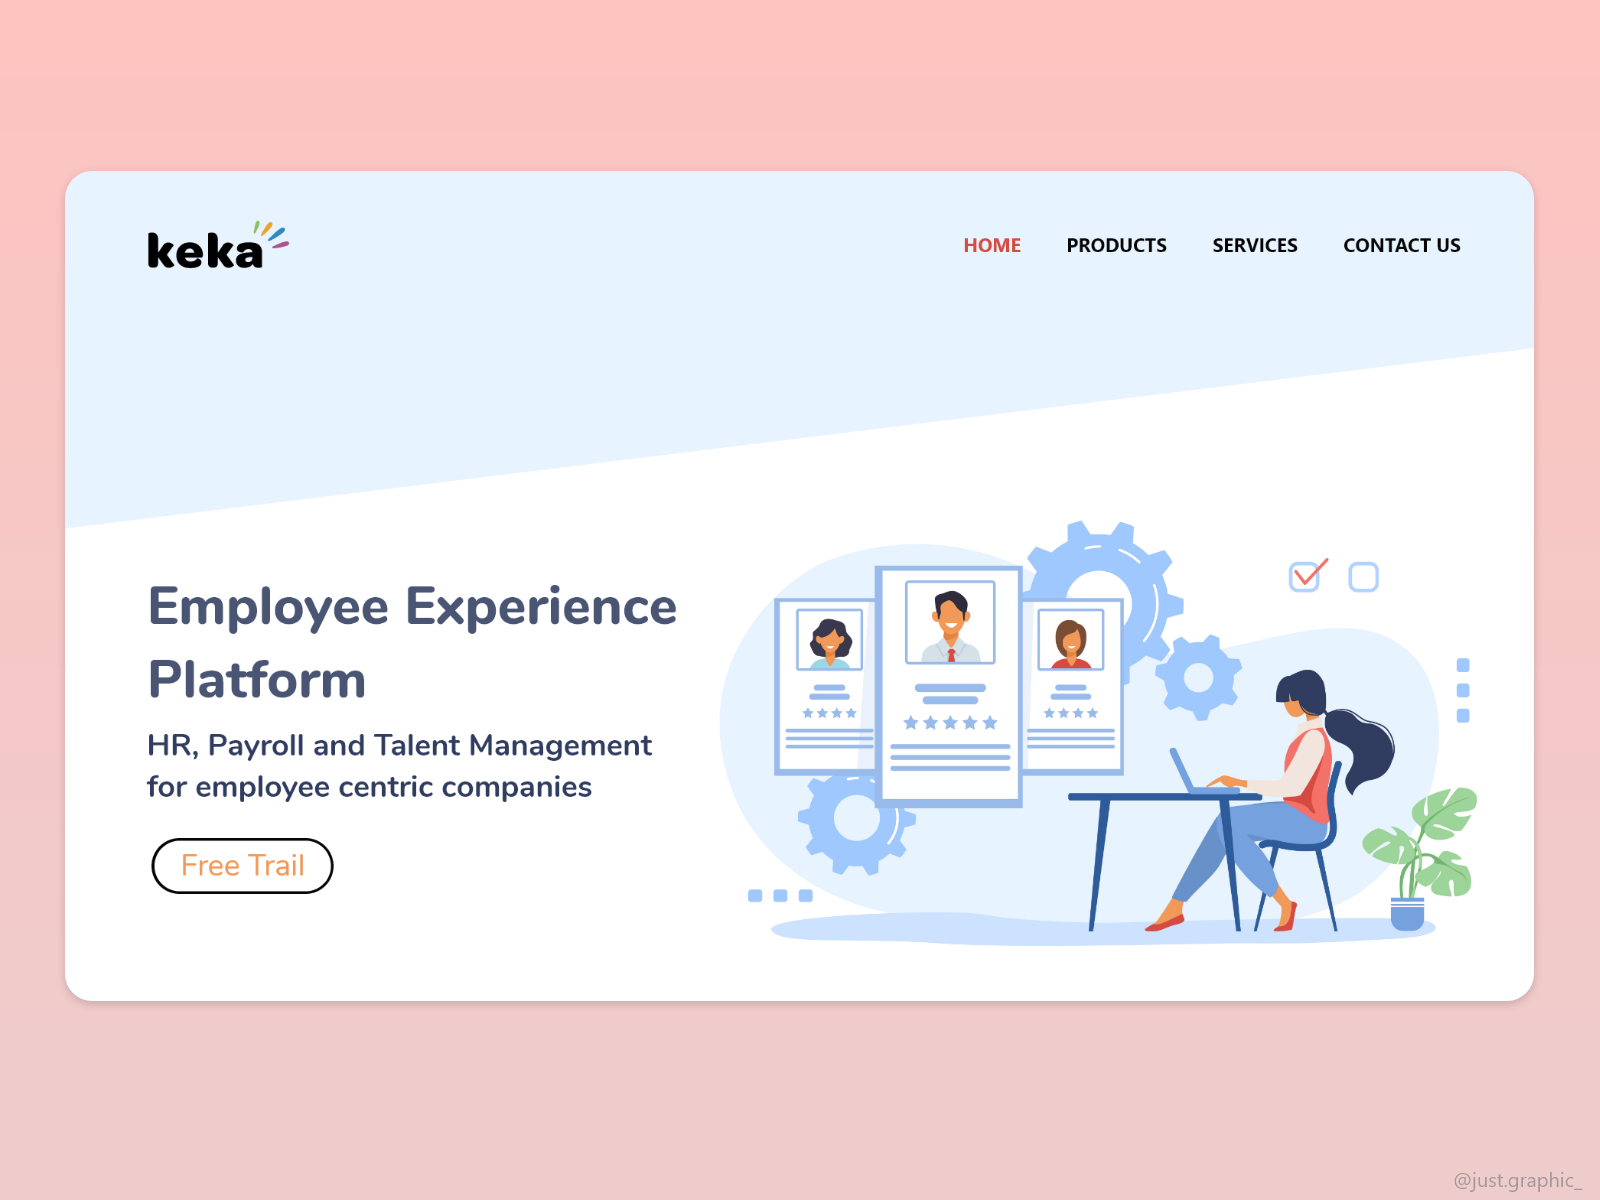 keka
HOME PRODUCTS SERVICES CONTACT US
Employee Experience
Platform
HR, Payroll and Talent Management
for employee centric companies
Free Trail
@just.graphic_